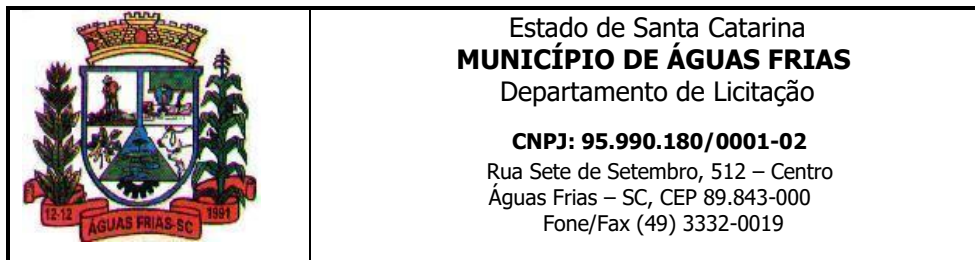 12-12
ÁGUAS FRIAS-SC
1991
Estado de Santa Catarina
MUNICÍPIO DE ÁGUAS FRIAS
Departamento de Licitação
CNPJ: 95.990.180/0001-02
Rua Sete de Setembro, 512 – Centro
Águas Frias – SC, CEP 89.843-000
Fone/Fax (49) 3332-0019